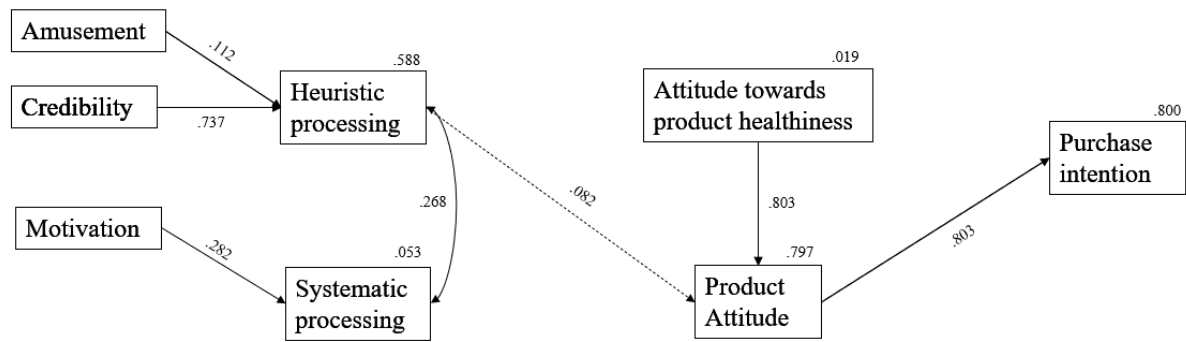 Amusement
.112
Credibility
.737
.588
Heuristic
processing
Motivation
.282
.268
.053
Systematic
processing
.082
.019
Attitude towards
product healthiness
.803
.797
Product
Attitude
.803
.800
Purchase
intention